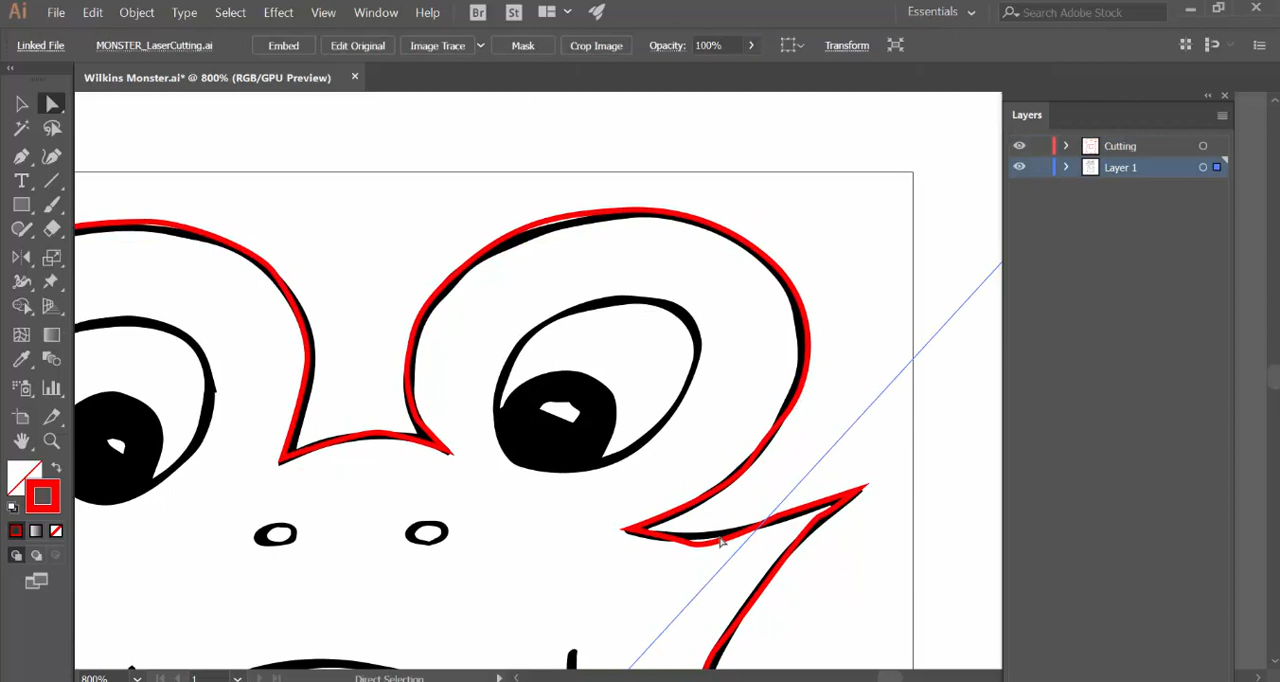 Ai File Edit Object Type Select Effect View Window Help Br St Essentials Search Adobe Stock
Linked File MONSTER_LaserCutting.ai Embed Edit Original Image Trace Mask Crop Image Opacity: 100% Transform
Wilkins Monster.ai* @ 800% (RGB/GPU Preview)
Layers
Cutting
Layer 1
T
800% 1 Direct Selection